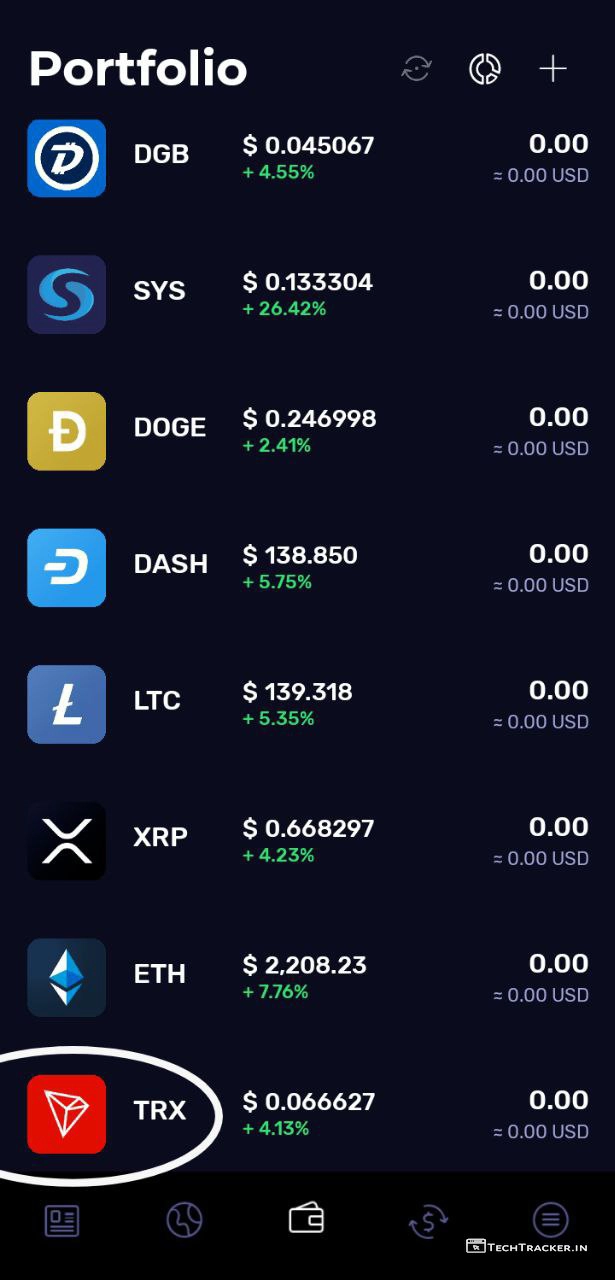 Portfolio
DGB $ 0.045067 0.00
+ 4.55% ≈ 0.00 USD
SYS $ 0.133304 0.00
+ 26.42% ≈ 0.00 USD
DOGE $ 0.246998 0.00
+ 2.41% ≈ 0.00 USD
DASH $ 138.850 0.00
+ 5.75% ≈ 0.00 USD
LTC $ 139.318 0.00
+ 5.35% ≈ 0.00 USD
XRP $ 0.668297 0.00
+ 4.23% ≈ 0.00 USD
ETH $ 2,208.23 0.00
+ 7.76% ≈ 0.00 USD
TRX $ 0.066627 0.00
+ 4.13% ≈ 0.00 USD
TECHTRACKER.IN